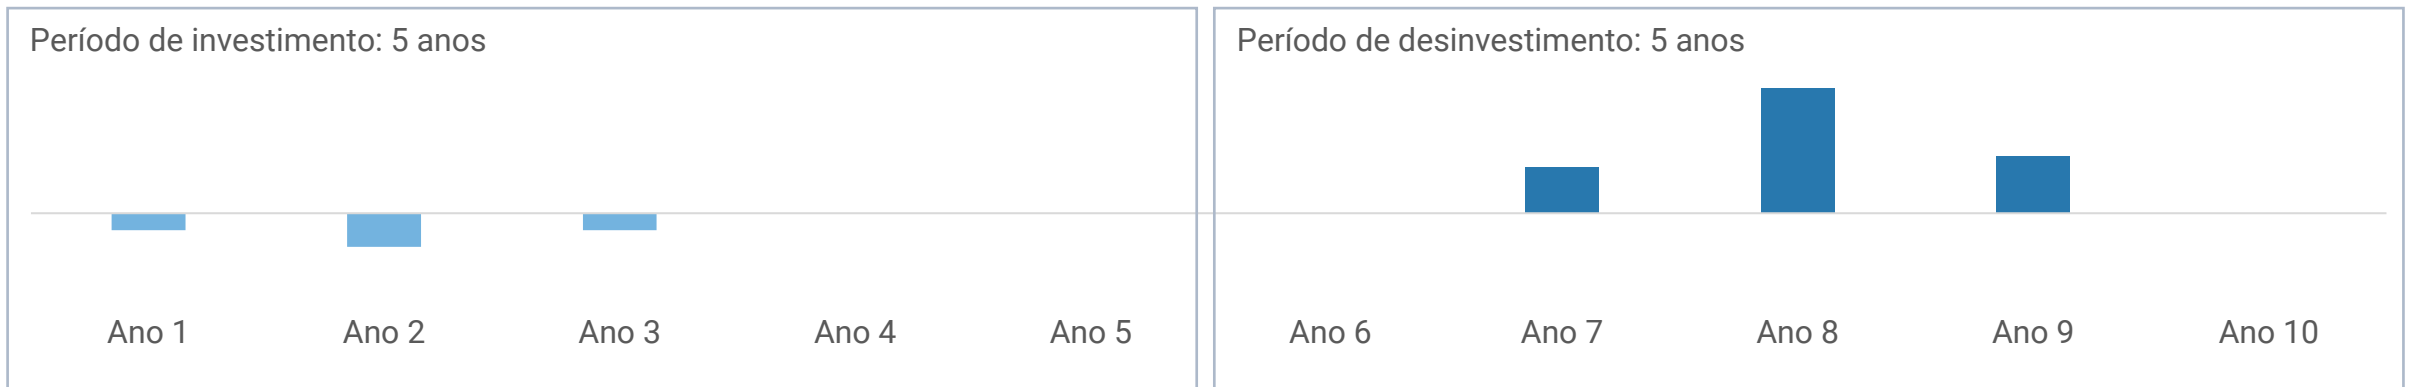 Período de investimento: 5 anos
Período de desinvestimento: 5 anos
Ano 1
Ano 2
Ano 3
Ano 4
Ano 5
Ano 6
Ano 7
Ano 8
Ano 9
Ano 10